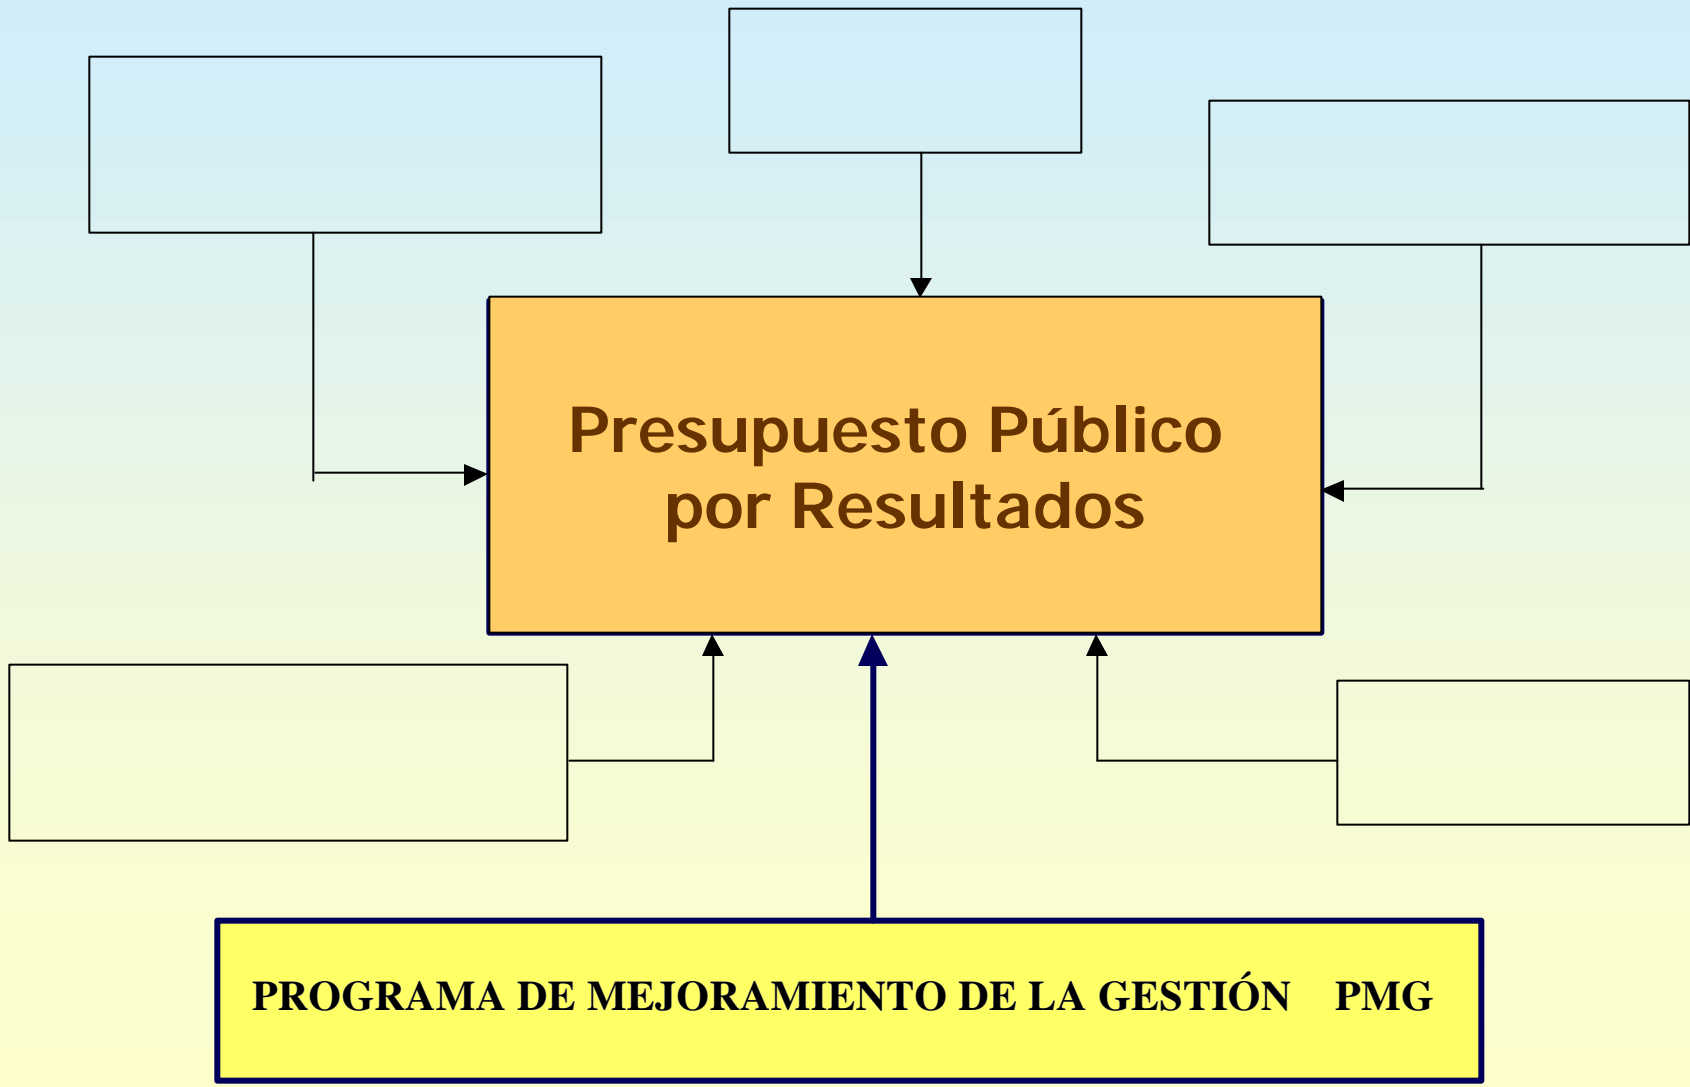 Presupuesto Público
por Resultados
PROGRAMA DE MEJORAMIENTO DE LA GESTIÓN PMG